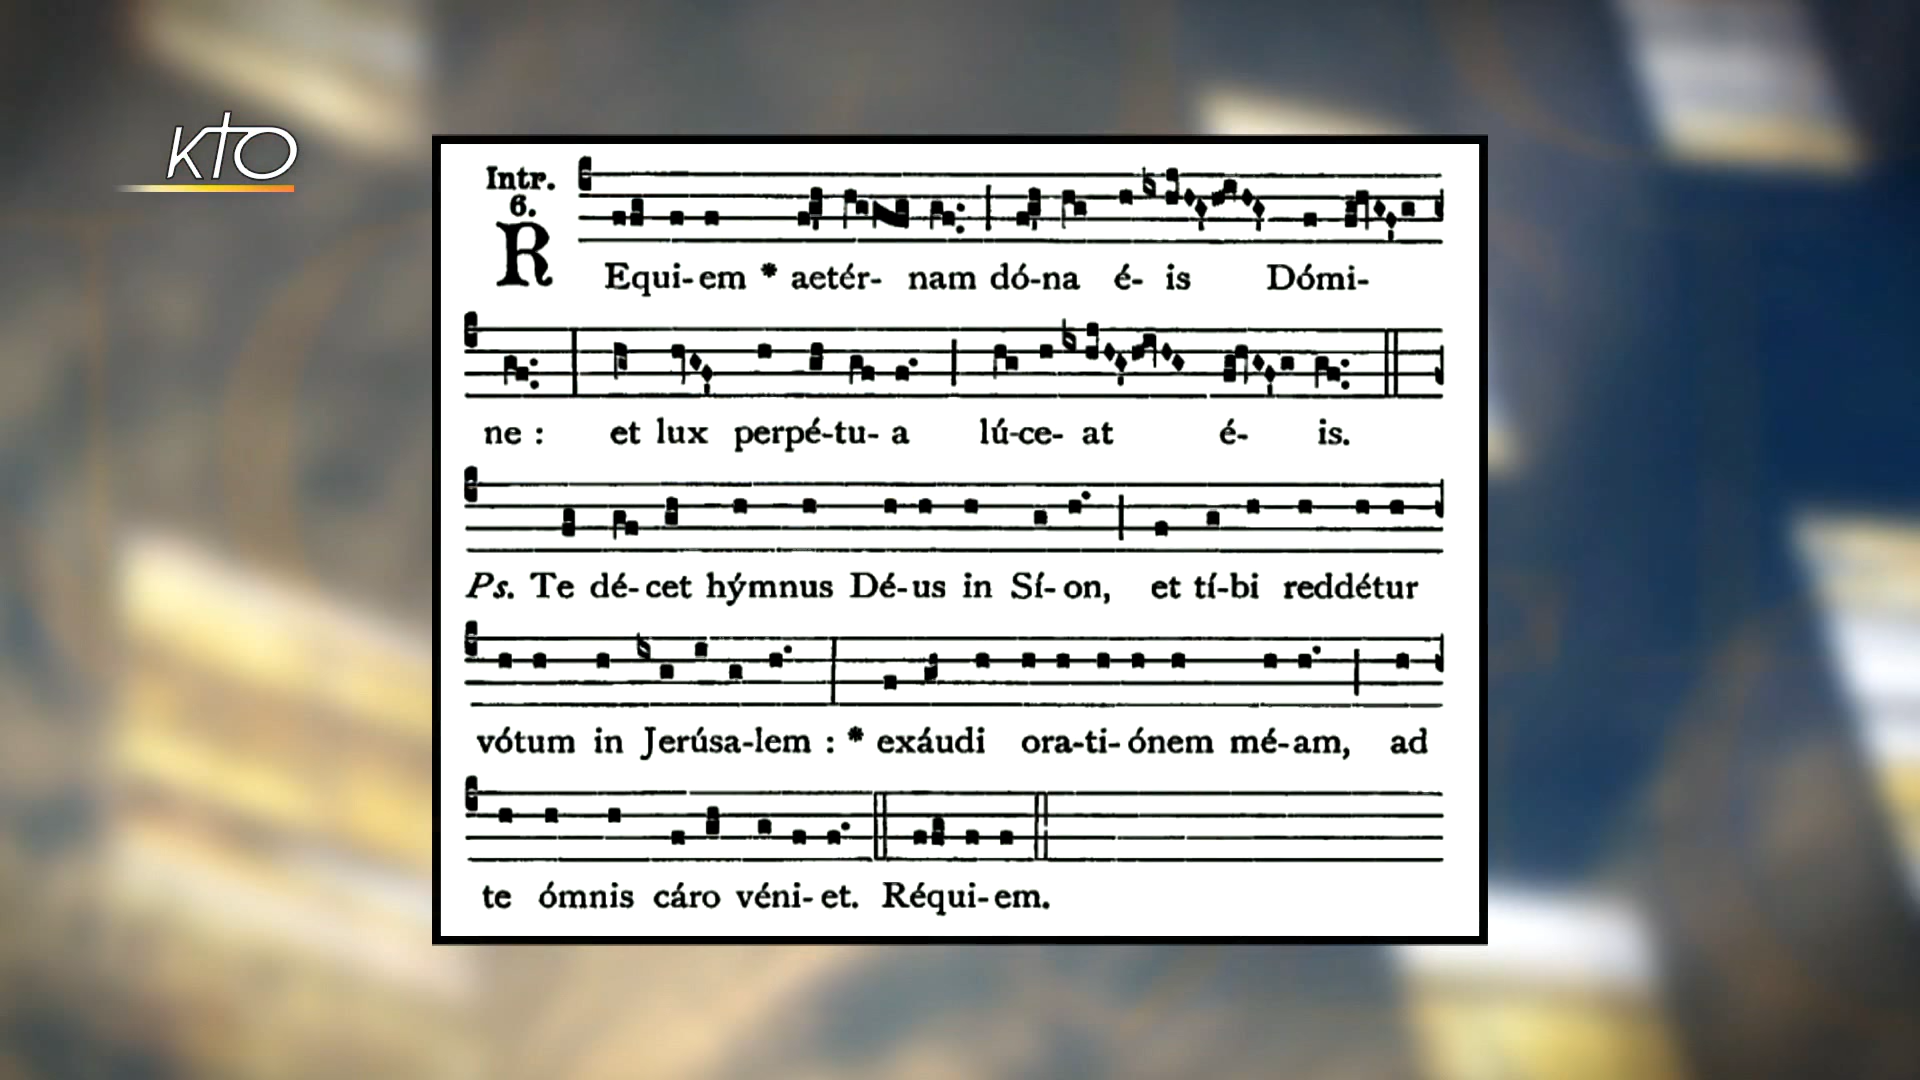 KTO
Intr.
6.
REqui-em * aetér- nam dó-na é- is Dómi-
ne : et lux perpé-tu- a lú-ce- at é- is.
Ps. Te dé-cet hýmnus Dé-us in Sí-on, et tí-bi reddétur
vótum in Jerúsa-lem : * exáudi ora-ti-ónem mé-am, ad
te ómnis cáro véni-et. Réqui-em.